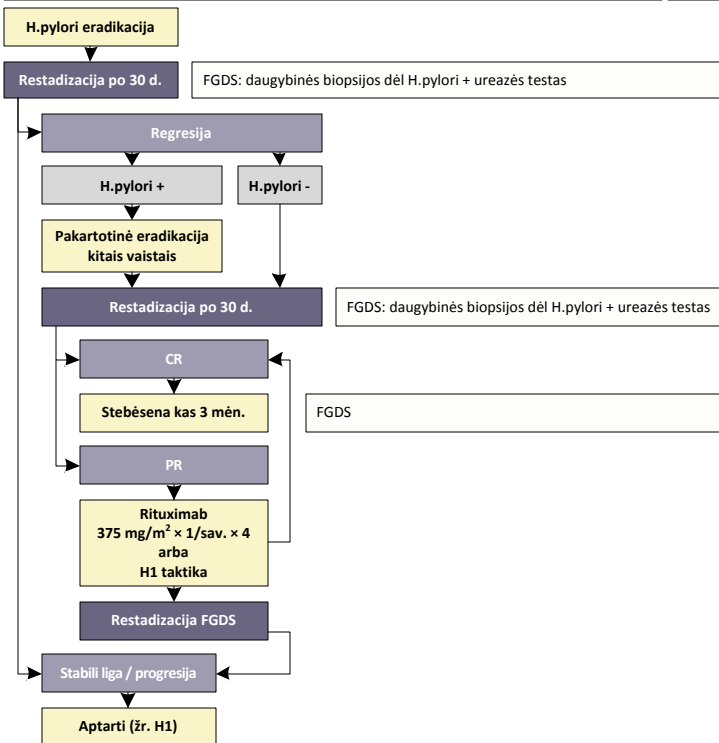 H.pylori eradikacija
Restadizacija po 30 d.
FGDS: daugybinės biopsijos dėl H.pylori + ureazės testas
Regresija
H.pylori +
H.pylori -
Pakartotinė eradikacija
kitais vaistais
Restadizacija po 30 d.
FGDS: daugybinės biopsijos dėl H.pylori + ureazės testas
CR
Stebėsena kas 3 mėn.
FGDS
PR
Rituximab
375 mg/m² × 1/sav. × 4
arba
H1 taktika
Restadizacija FGDS
Stabili liga / progresija
Aptarti (žr. H1)